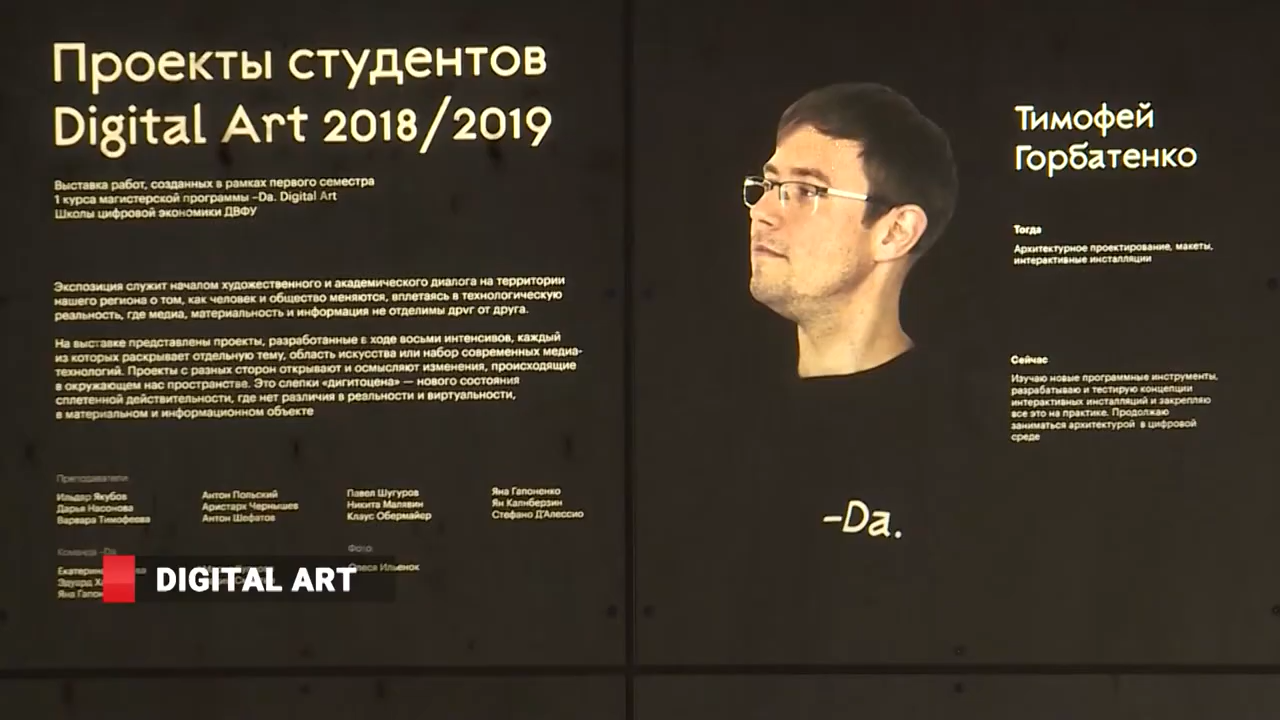 Проекты студентов
Digital Art 2018/2019
Выставка работ, созданных в рамках первого семестра
1 курса магистерской программы –Da. Digital Art
Школы цифровой экономики ДВФУ
Экспозиция служит началом художественного и академического диалога на территории
нашего региона о том, как человек и общество меняются, вплетаясь в технологическую
реальность, где медиа, материальность и информация не отделимы друг от друга.
На выставке представлены проекты, разработанные в ходе восьми интенсивов, каждый
из которых раскрывает отдельную тему, область искусства или набор современных медиа-
технологий. Проекты с разных сторон открывают и осмысляют изменения, происходящие
в окружающем нас пространстве. Это слепки «дигитоцена» — нового состояния
сплетенной действительности, где нет различия в реальности и виртуальности,
в материальном и информационном объекте
Преподаватели
Ильдар Якубов
Дарья Насонова
Варвара Тимофеева
Антон Польский
Аристарх Чернышев
Антон Шефатов
Павел Шугуров
Никита Малявин
Клаус Обермайер
Яна Гапоненко
Ян Калнберзин
Стефано Д'Алессио
Команда –Da
Эдуард
Яна
Фото
Олеся Ильенок
DIGITAL ART
Тимофей
Горбатенко
Тогда
Архитектурное проектирование, макеты,
интерактивные инсталляции
Сейчас
Изучаю новые программные инструменты,
разрабатываю и тестирую концепции
интерактивных инсталляций и закрепляю
все это на практике. Продолжаю
заниматься архитектурой в цифровой
среде
–Da.